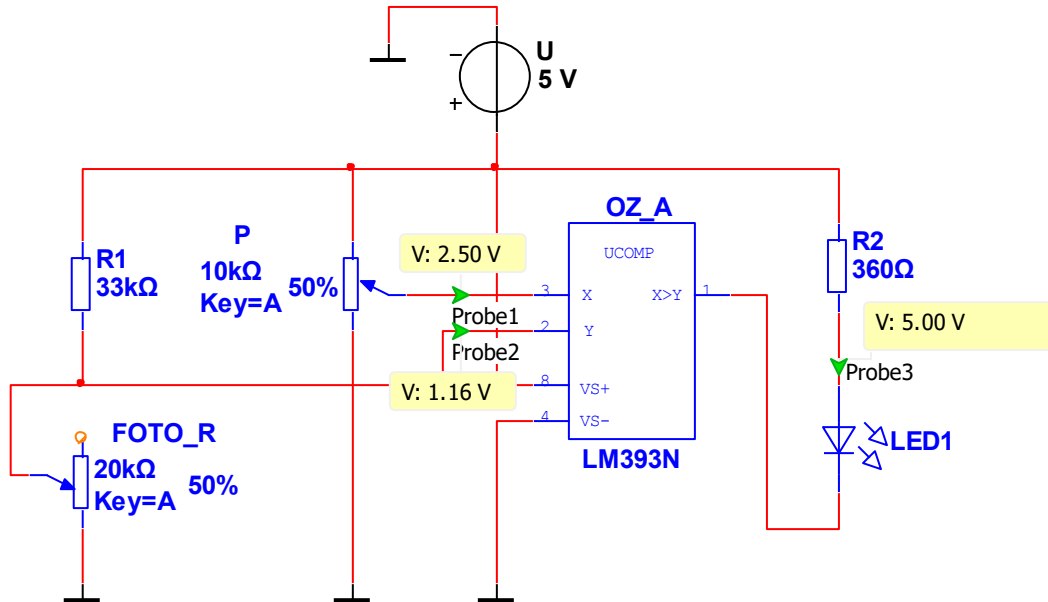 −
U
5 V
+
OZ_A
P
R1
33kΩ
10kΩ
Key=A
50%
V: 2.50 V
UCOMP
R2
360Ω
3
X
X>Y
1
Probe1
V: 5.00 V
2
Y
Probe2
Probe3
V: 1.16 V
8
VS+
4
VS-
FOTO_R
LED1
20kΩ
Key=A
50%
LM393N